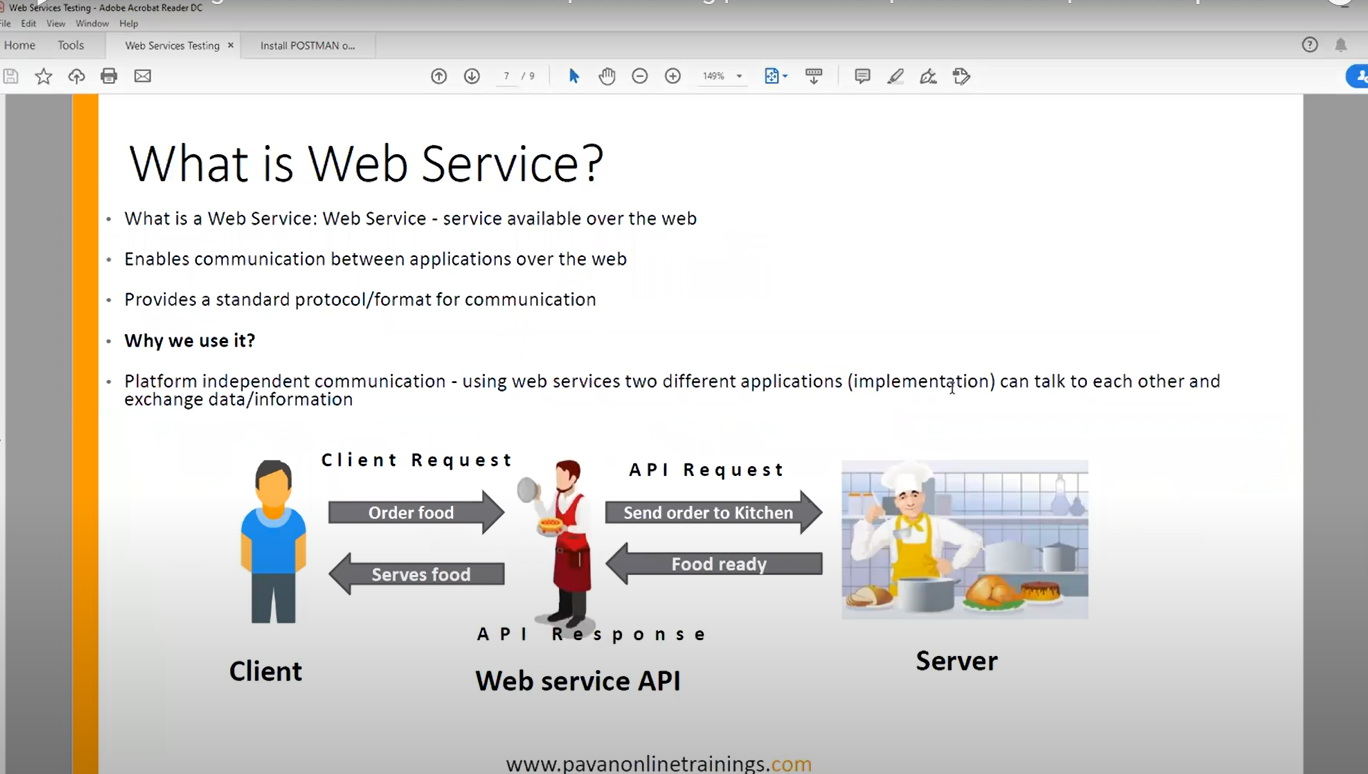 Web Services Testing - Adobe Acrobat Reader DC
File Edit View Window Help
Home Tools Web Services Testing × Install POSTMAN o...
7 / 9 149%
What is Web Service?
• What is a Web Service: Web Service - service available over the web
• Enables communication between applications over the web
• Provides a standard protocol/format for communication
• Why we use it?
• Platform independent communication - using web services two different applications (implementation) can talk to each other and
exchange data/information
Client Request
API Request
Order food
Send order to Kitchen
Serves food
Food ready
API Response
Client
Web service API
Server
www.pavanonlinetrainings.com